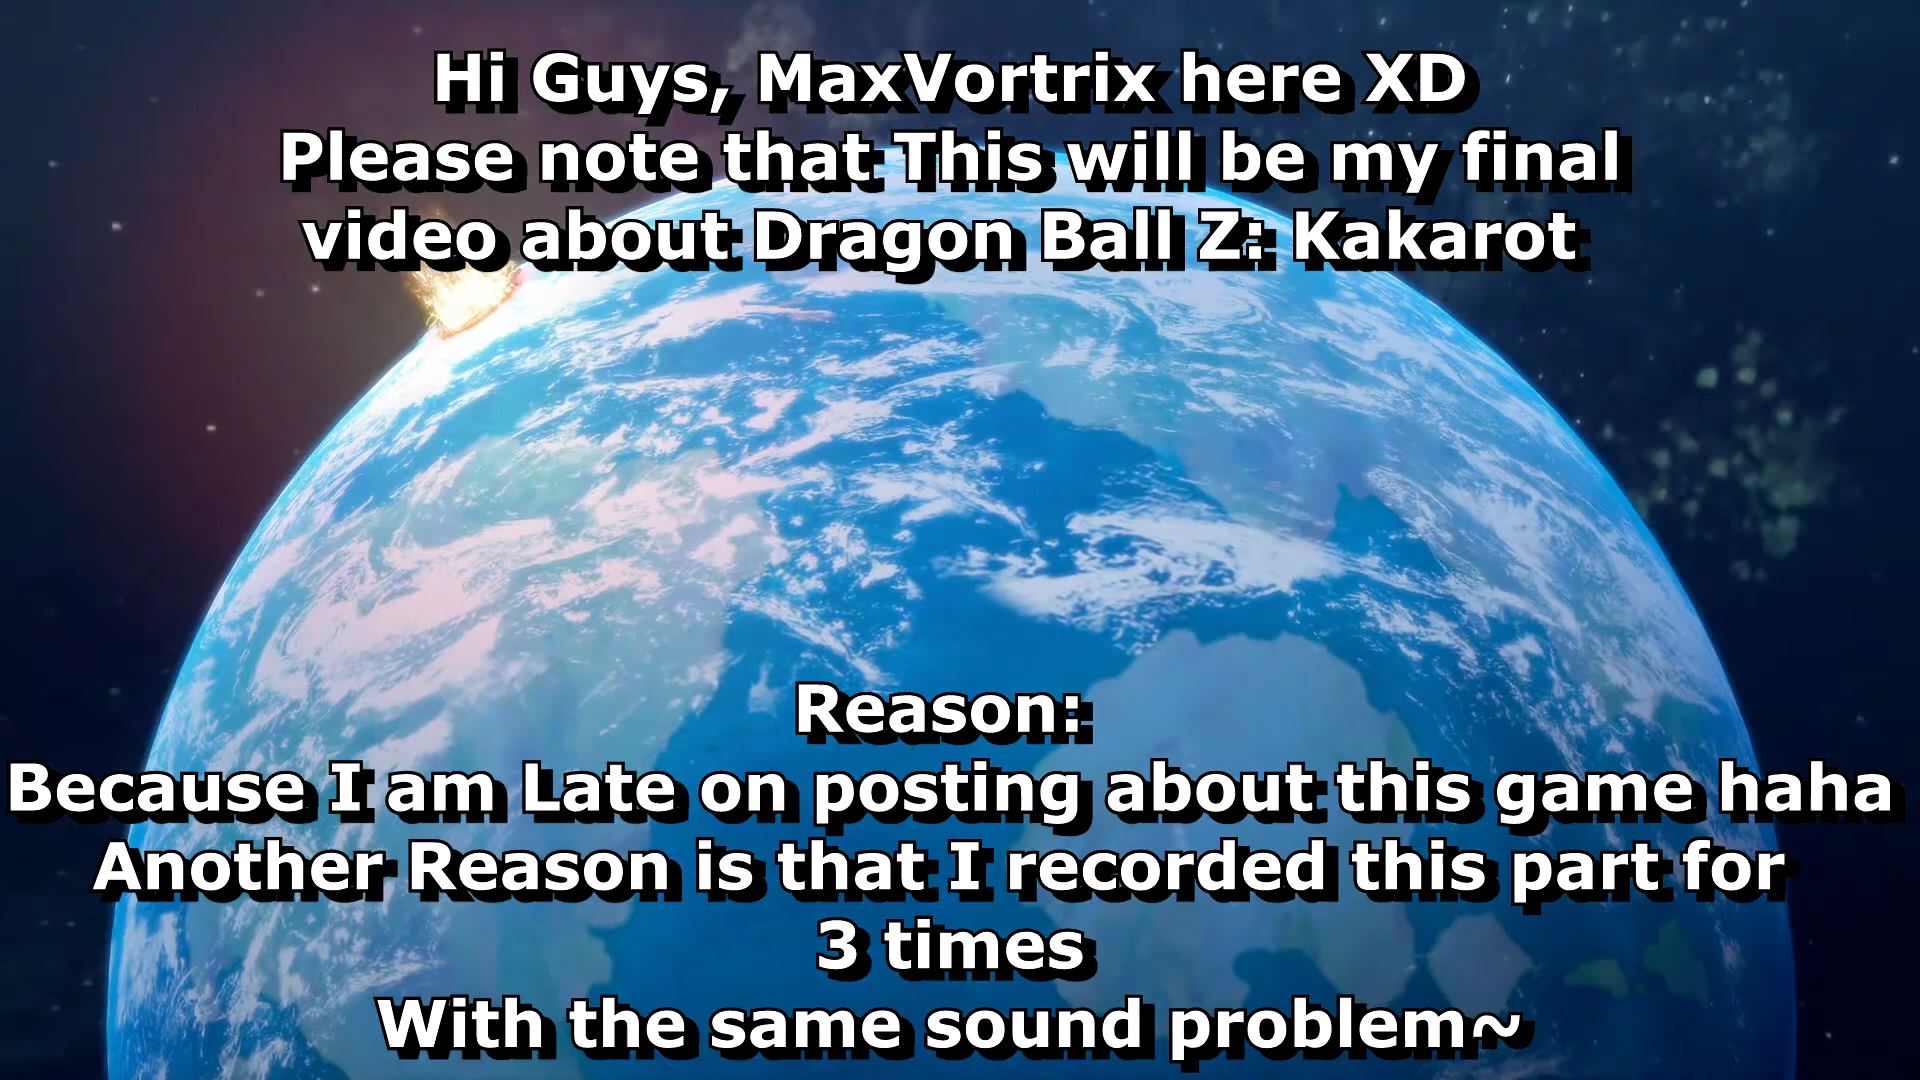 Hi Guys, MaxVortrix here XD
Please note that This will be my final
video about Dragon Ball Z: Kakarot
Reason:
Because I am Late on posting about this game haha
Another Reason is that I recorded this part for
3 times
With the same sound problem~